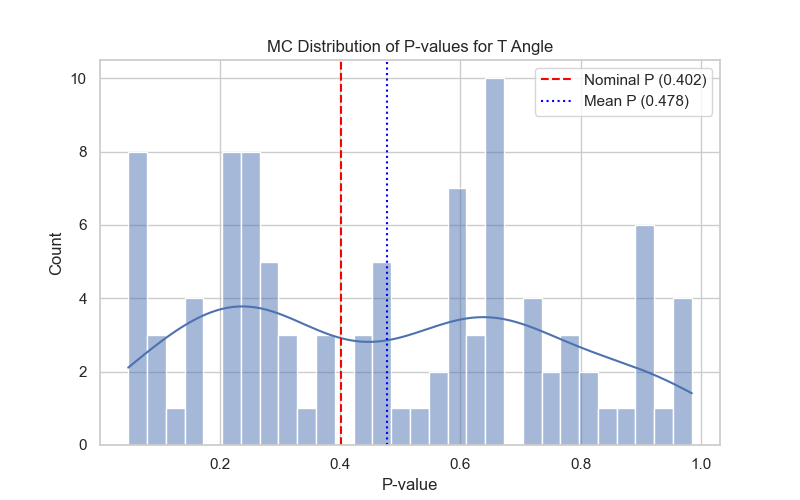 MC Distribution of P-values for T Angle
Nominal P (0.402)
Mean P (0.478)
Count
10
8
6
4
2
0
0.2 0.4 0.6 0.8 1.0
P-value